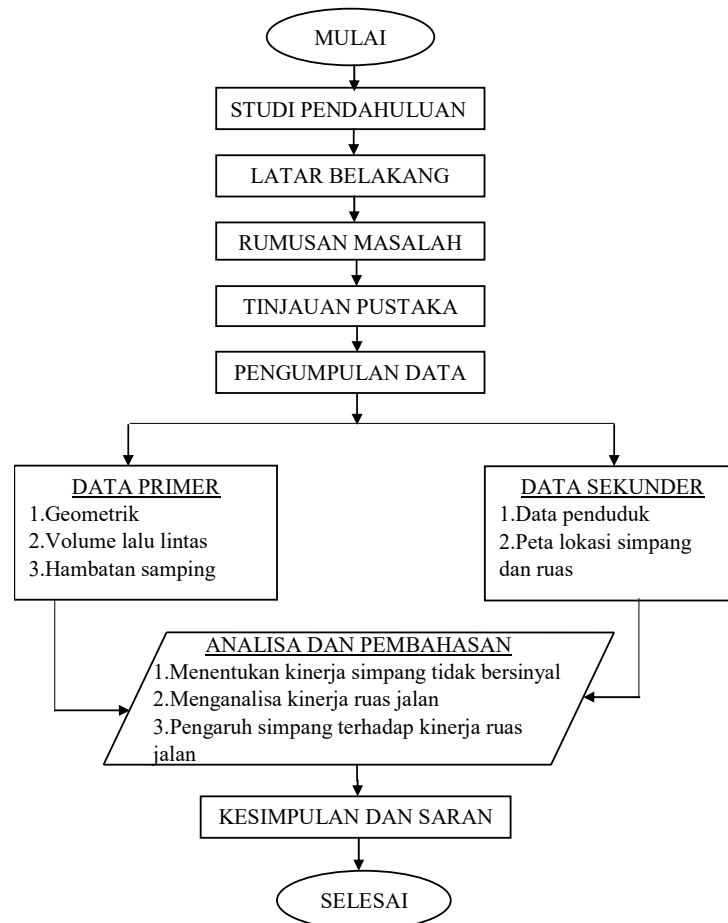 MULAI
STUDI PENDAHULUAN
LATAR BELAKANG
RUMUSAN MASALAH
TINJAUAN PUSTAKA
PENGUMPULAN DATA
DATA PRIMER
1.Geometrik
2.Volume lalu lintas
3.Hambatan samping
DATA SEKUNDER
1.Data penduduk
2.Peta lokasi simpang
dan ruas
ANALISA DAN PEMBAHASAN
1.Menentukan kinerja simpang tidak bersinyal
2.Menganalisa kinerja ruas jalan
3.Pengaruh simpang terhadap kinerja ruas
jalan
KESIMPULAN DAN SARAN
SELESAI